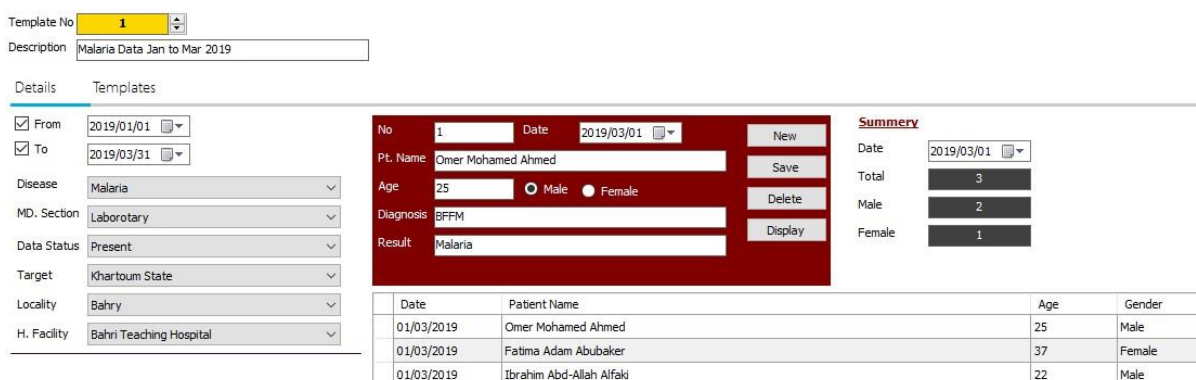 Template No 1
Description Malaria Data Jan to Mar 2019
Details Templates
From 2019/01/01
To 2019/03/31
Disease Malaria
MD. Section Laborotary
Data Status Present
Target Khartoum State
Locality Bahry
H. Facility Bahri Teaching Hospital
No 1 Date 2019/03/01 New
Pt. Name Omer Mohamed Ahmed Save
Age 25 Male Female Delete
Diagnosis BFFM Display
Result Malaria
Summery
Date 2019/03/01
Total 3
Male 2
Female 1
Date Patient Name Age Gender
01/03/2019 Omer Mohamed Ahmed 25 Male
01/03/2019 Fatima Adam Abubaker 37 Female
01/03/2019 Ibrahim Abd-Allah Alfaki 22 Male